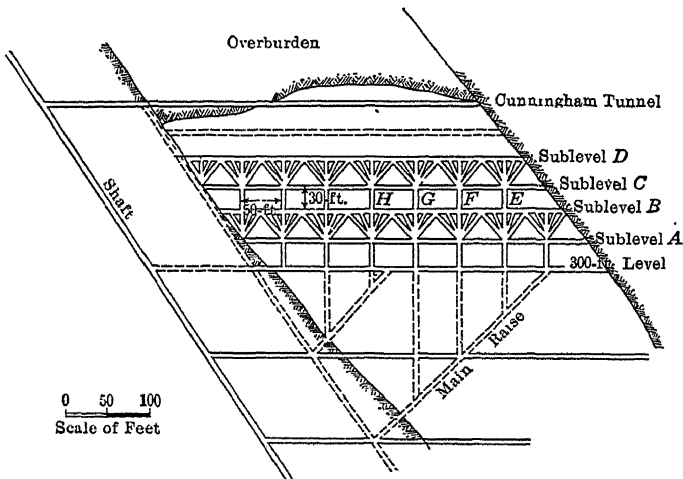 Overburden
Cunningham Tunnel
Sublevel D
Sublevel C
Sublevel B
Sublevel A
300-ft. Level
Shaft
50-ft.
30-ft.
H
G
F
E
Main Raise
0 50 100
Scale of Feet